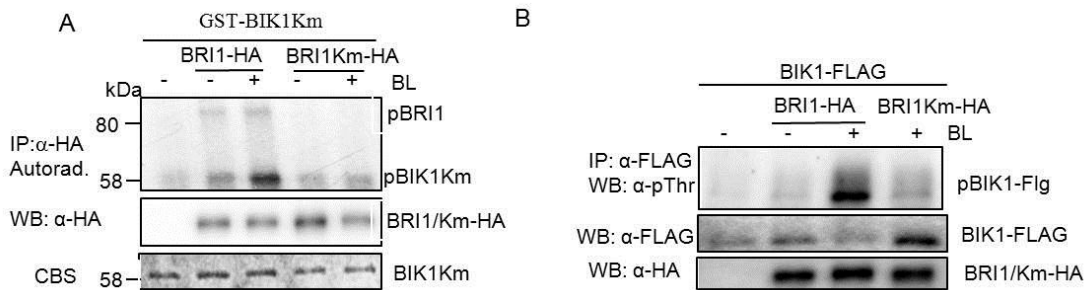 A
GST-BIK1Km
BRI1-HA BRI1Km-HA
- - + - + BL
kDa
80
58
IP:α-HA
Autorad.
pBRI1
pBIK1Km
WB: α-HA
BRI1/Km-HA
CBS
58
BIK1Km
B
BIK1-FLAG
BRI1-HA BRI1Km-HA
- - + + BL
IP: α-FLAG
WB: α-pThr
pBIK1-Flg
WB: α-FLAG
BIK1-FLAG
WB: α-HA
BRI1/Km-HA